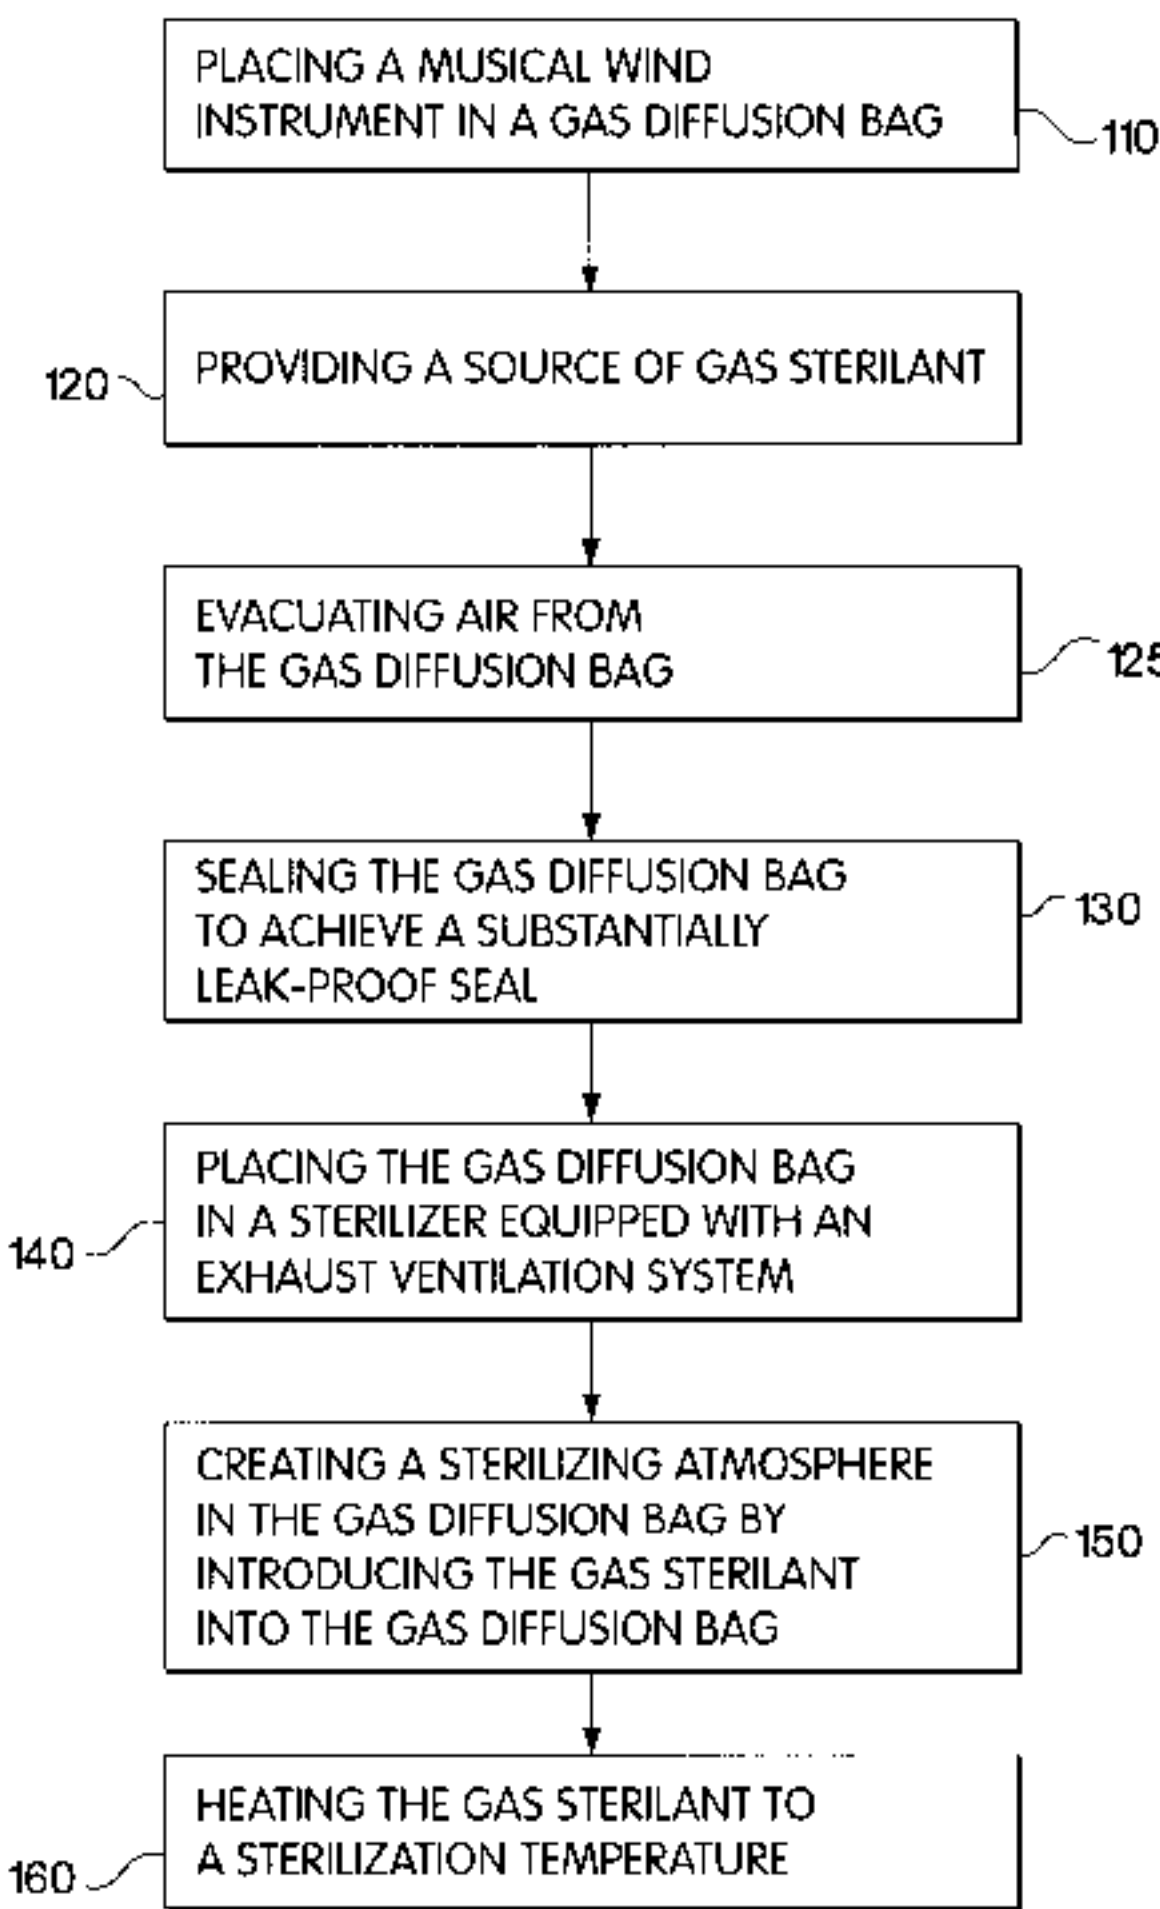 PLACING A MUSICAL WIND
INSTRUMENT IN A GAS DIFFUSION BAG
110
PROVIDING A SOURCE OF GAS STERILANT
120
EVACUATING AIR FROM
THE GAS DIFFUSION BAG
125
SEALING THE GAS DIFFUSION BAG
TO ACHIEVE A SUBSTANTIALLY
LEAK-PROOF SEAL
130
PLACING THE GAS DIFFUSION BAG
IN A STERILIZER EQUIPPED WITH AN
EXHAUST VENTILATION SYSTEM
140
CREATING A STERILIZING ATMOSPHERE
IN THE GAS DIFFUSION BAG BY
INTRODUCING THE GAS STERILANT
INTO THE GAS DIFFUSION BAG
150
HEATING THE GAS STERILANT TO
A STERILIZATION TEMPERATURE
160